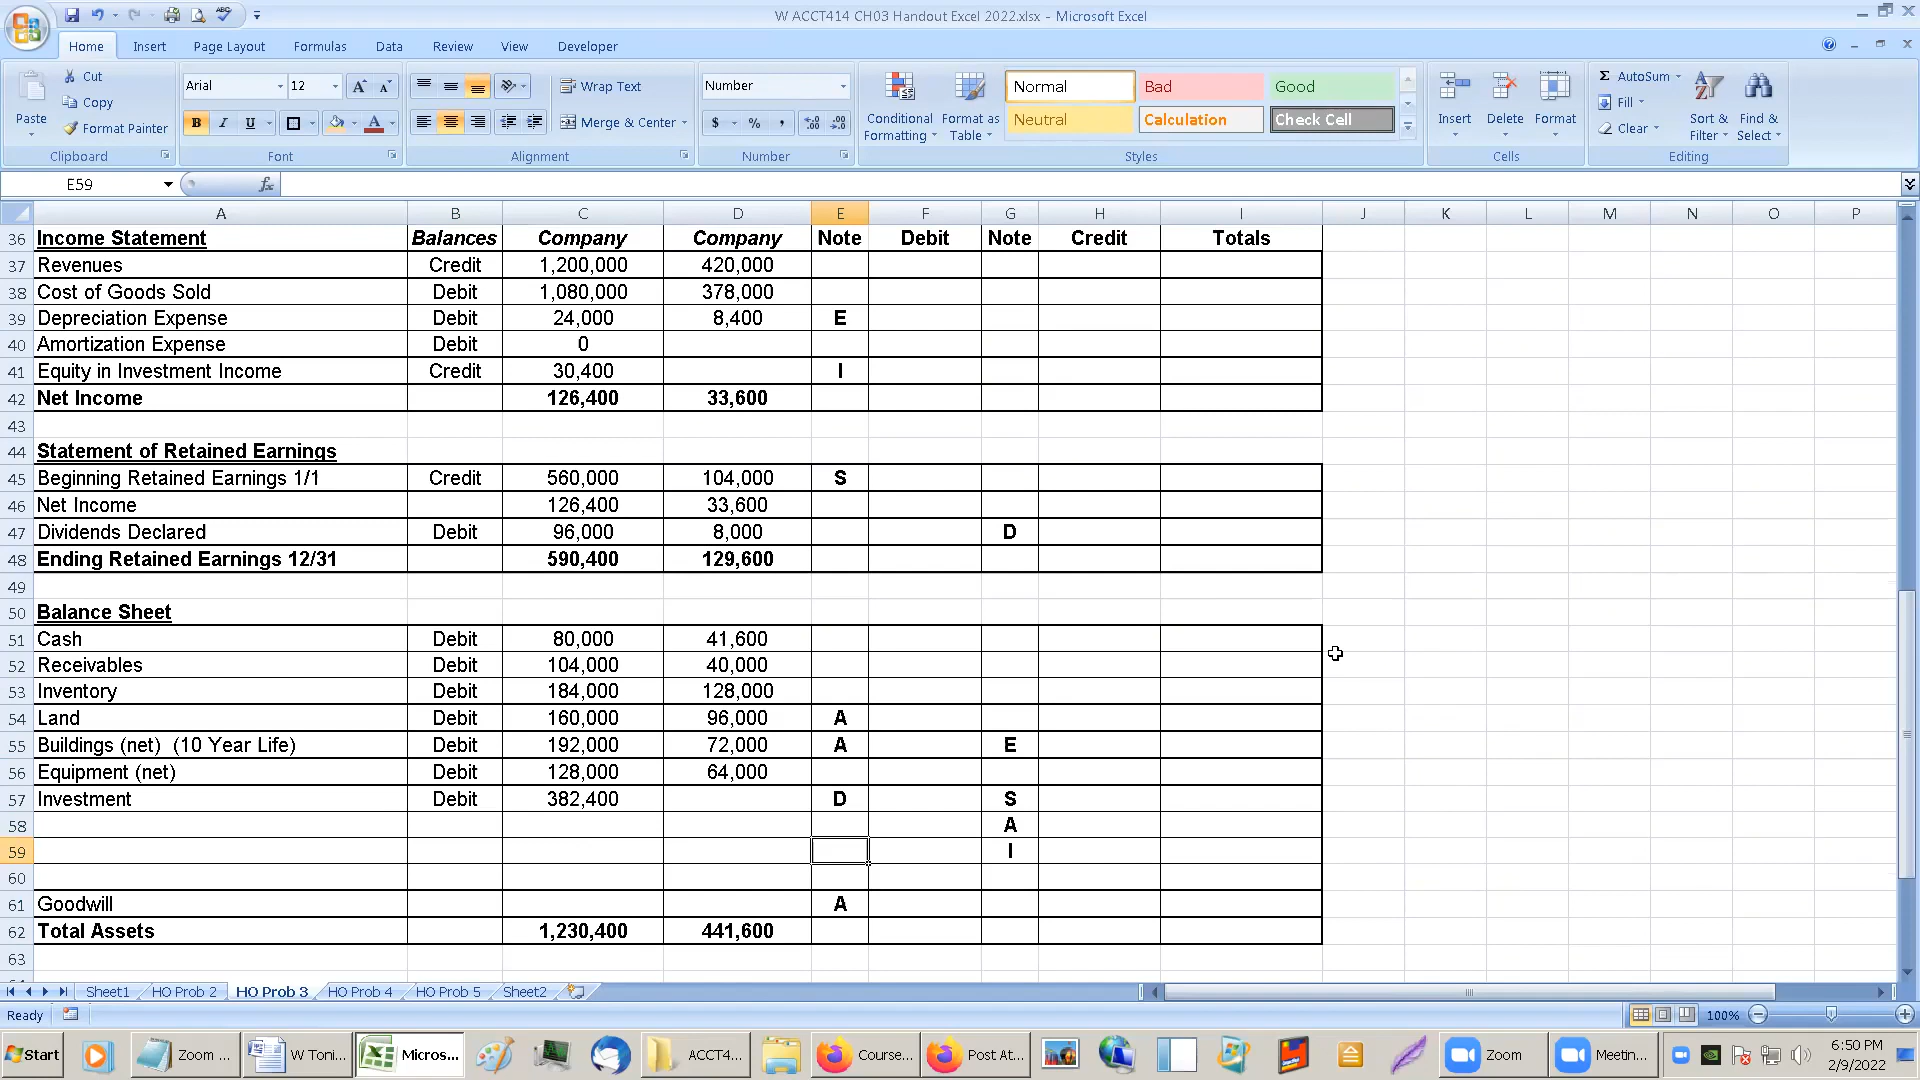 W ACCT414 CH03 Handout Excel 2022.xlsx - Microsoft Excel
Home Insert Page Layout Formulas Data Review View Developer
Paste Cut Copy Format Painter Clipboard
Arial 12 B I U A A A Font
Wrap Text Merge & Center Alignment
Number $ % , Number
Conditional Formatting Format as Table Normal Bad Good Neutral Calculation Check Cell Styles
Insert Delete Format Cells
Σ AutoSum Fill Clear Sort & Filter Find & Select Editing
E59 fx
A B C D E F G H I J K L M N O P
36 Income Statement Balances Company Company Note Debit Note Credit Totals
37 Revenues Credit 1,200,000 420,000
38 Cost of Goods Sold Debit 1,080,000 378,000
39 Depreciation Expense Debit 24,000 8,400 E
40 Amortization Expense Debit 0
41 Equity in Investment Income Credit 30,400 I
42 Net Income 126,400 33,600
43
44 Statement of Retained Earnings
45 Beginning Retained Earnings 1/1 Credit 560,000 104,000 S
46 Net Income 126,400 33,600
47 Dividends Declared Debit 96,000 8,000 D
48 Ending Retained Earnings 12/31 590,400 129,600
49
50 Balance Sheet
51 Cash Debit 80,000 41,600
52 Receivables Debit 104,000 40,000
53 Inventory Debit 184,000 128,000
54 Land Debit 160,000 96,000 A
55 Buildings (net) (10 Year Life) Debit 192,000 72,000 A E
56 Equipment (net) Debit 128,000 64,000
57 Investment Debit 382,400 D S
58 A
59 I
60
61 Goodwill A
62 Total Assets 1,230,400 441,600
63
Sheet1 HO Prob 2 HO Prob 3 HO Prob 4 HO Prob 5 Sheet2
Ready 100%
Start Zoom ... W Toni... Micros... ACCT4... Course... Post At... Zoom Meetin... 6:50 PM
2/9/2022